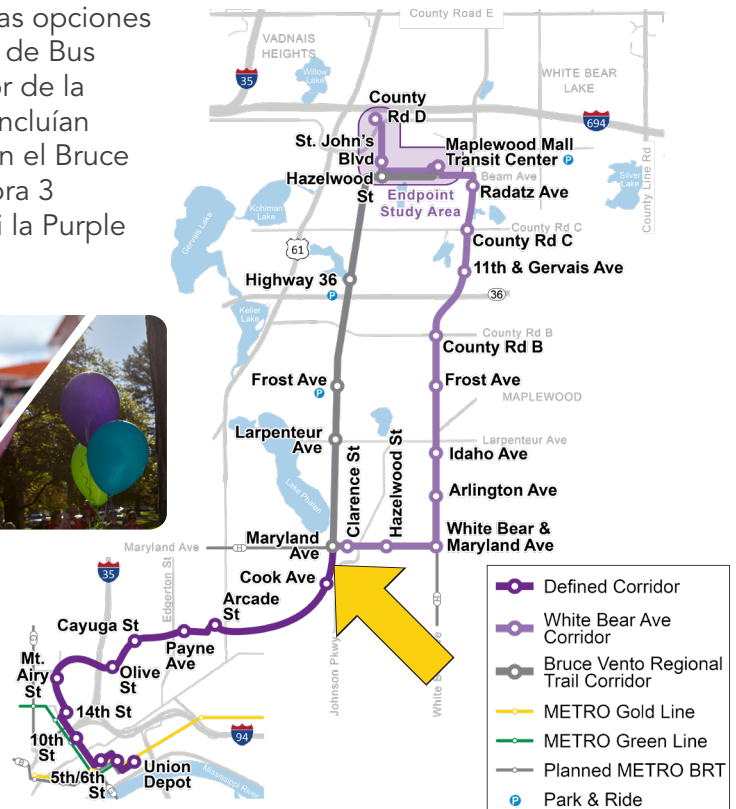 as opciones
de Bus
or de la
ncluían
n el Bruce
ora 3
i la Purple
County Road E
VADNAIS
HEIGHTS
35
Willow
Lake
WHITE BEAR
LAKE
County
Rd D
694
St. John's
Blvd
Maplewood Mall
Transit Center P
Hazelwood
St
Beam Ave
Endpoint
Study Area
Radatz Ave
Silver
Lake
County Line Rd
Kohlman
Lake
Gervais Lake
County Rd C
County Rd C
61
11th & Gervais Ave
Highway 36
P
36
Keller
Lake
County Rd B
County Rd B
Frost Ave
P
Frost Ave
MAPLEWOOD
Larpenteur
Ave
Larpenteur Ave
Clarence St
Hazelwood St
Idaho Ave
Lake Phalen
Arlington Ave
Maryland
Ave
White Bear &
Maryland Ave
Maryland Ave
H
Cook Ave
35
Edgerton St
Arcade
St
H
Cayuga St
Payne
Ave
Mt.
Airy
St
Olive
St
Johnson Pkwy
White B
ve
14th St
10th
St
94
5th/6th
St
Union
Depot
Mississippi River
Defined Corridor
White Bear Ave
Corridor
Bruce Vento Regional
Trail Corridor
METRO Gold Line
METRO Green Line
Planned METRO BRT
P Park & Ride